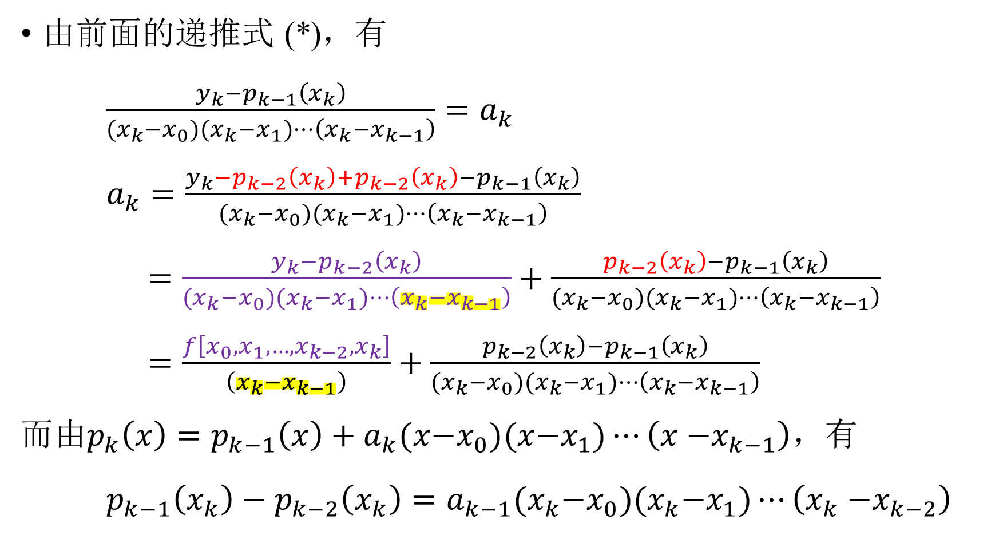 • 由前面的递推式 (*)，有
\frac{y_k-p_{k-1}(x_k)}{(x_k-x_0)(x_k-x_1)\cdots(x_k-x_{k-1})} = a_k
a_k = \frac{y_k-p_{k-2}(x_k)+p_{k-2}(x_k)-p_{k-1}(x_k)}{(x_k-x_0)(x_k-x_1)\cdots(x_k-x_{k-1})}
= \frac{y_k-p_{k-2}(x_k)}{(x_k-x_0)(x_k-x_1)\cdots(x_k-x_{k-1})} + \frac{p_{k-2}(x_k)-p_{k-1}(x_k)}{(x_k-x_0)(x_k-x_1)\cdots(x_k-x_{k-1})}
= \frac{f[x_0,x_1,\ldots,x_{k-2},x_k]}{(x_k-x_{k-1})} + \frac{p_{k-2}(x_k)-p_{k-1}(x_k)}{(x_k-x_0)(x_k-x_1)\cdots(x_k-x_{k-1})}
而由p_k(x) = p_{k-1}(x) + a_k(x-x_0)(x-x_1)\cdots(x-x_{k-1})，有
p_{k-1}(x_k) - p_{k-2}(x_k) = a_{k-1}(x_k-x_0)(x_k-x_1)\cdots(x_k-x_{k-2})